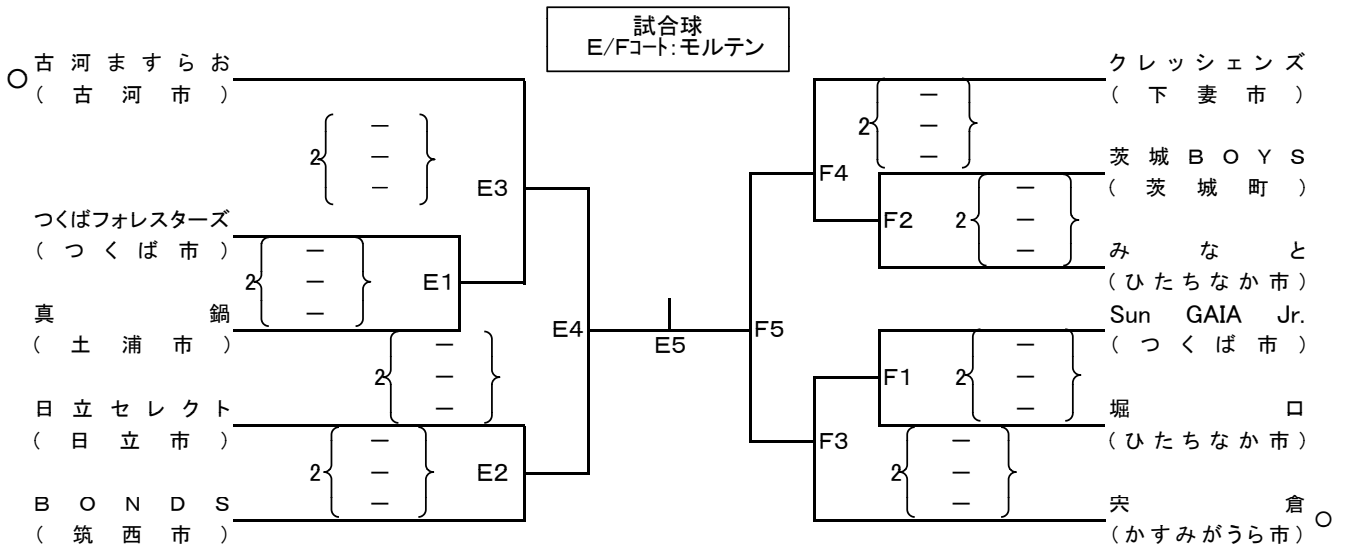 試合球
E/Fコート:モルテン
○ 古河ますらお
(古河市)
2 { － }
－
－
E3
つくばフォレスターズ
(つくば市)
2 { － }
－
－
E1
真鍋
(土浦市)
2 { － }
－
－
E4
日立セレクト
(日立市)
2 { － }
－
－
E2
BONDS
(筑西市)
E5
クレッシェンズ
(下妻市)
2 { － }
－
－
F4
茨城BOYS
(茨城町)
2 { － }
－
－
F2
みなと
(ひたちなか市)
F5
Sun GAIA Jr.
(つくば市)
2 { － }
－
－
F1
堀口
(ひたちなか市)
2 { － }
－
－
F3
宍倉
(かすみがうら市) ○